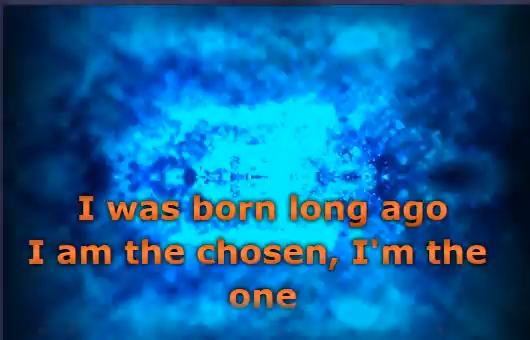 I was born long ago
I am the chosen, I'm the
one